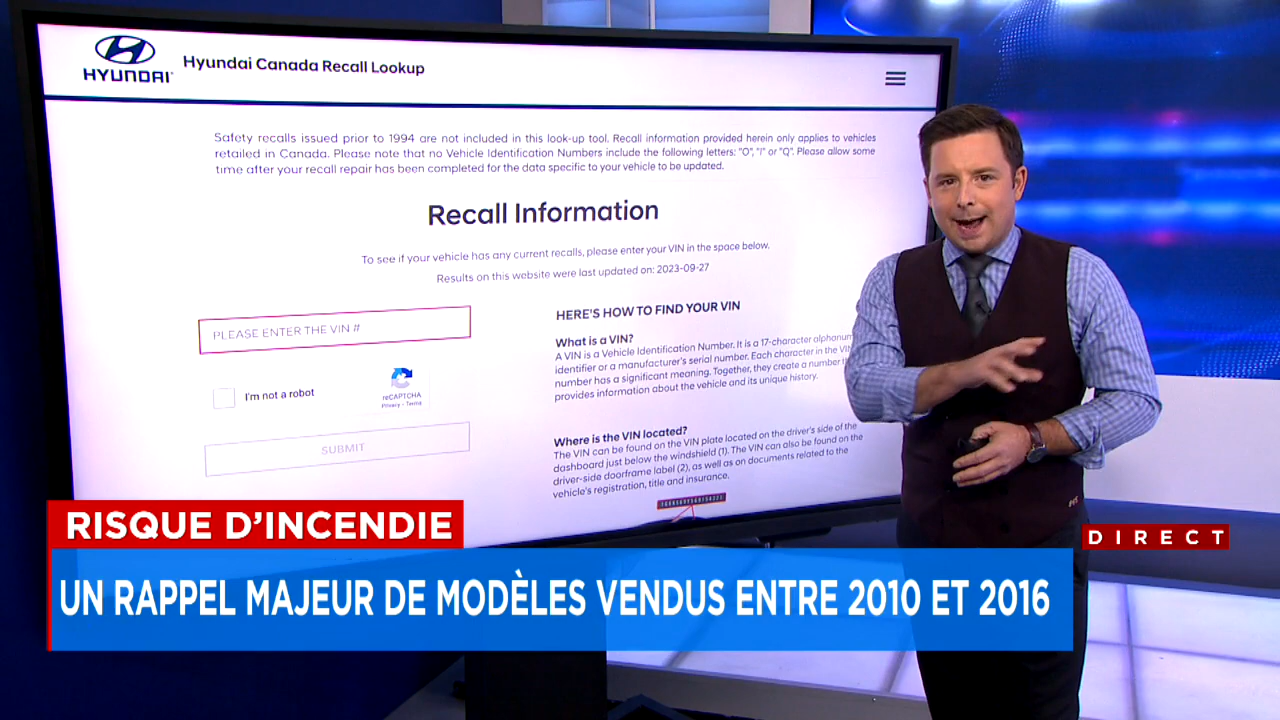 HYUNDAI
Hyundai Canada Recall Lookup
Safety recalls issued prior to 1994 are not included in this look-up tool. Recall information provided herein only applies to vehicles
retailed in Canada. Please note that no Vehicle Identification Numbers include the following letters: "O", "I" or "Q". Please allow some
time after your recall repair has been completed for the data specific to your vehicle to be updated.
Recall Information
To see if your vehicle has any current recalls, please enter your VIN in the space below.
Results on this website were last updated on: 2023-09-27
PLEASE ENTER THE VIN #
I'm not a robot
reCAPTCHA
Privacy - Terms
SUBMIT
HERE'S HOW TO FIND YOUR VIN
What is a VIN?
A VIN is a Vehicle Identification Number. It is a 17-character
identifier or a manufacturer's serial number. Each character in the VIN
number has a significant meaning. Together, they create a number
provides information about the vehicle and its unique history.
Where is the VIN located?
The VIN can be found on the VIN plate located on the driver's side of the
dashboard just below the windshield (1). The VIN can also be found on the
driver-side doorframe label (2), as well as on documents related to the
vehicle's registration, title and insurance.
RISQUE D'INCENDIE
UN RAPPEL MAJEUR DE MODÈLES VENDUS ENTRE 2010 ET 2016
DIRECT